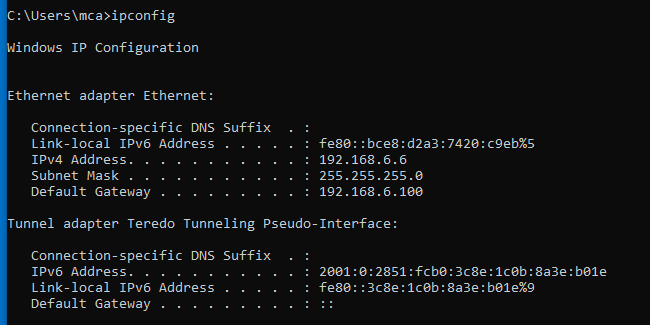 C:\Users\mca>ipconfig
Windows IP Configuration
Ethernet adapter Ethernet:
   Connection-specific DNS Suffix  . :
   Link-local IPv6 Address . . . . . : fe80::bce8:d2a3:7420:c9eb%5
   IPv4 Address. . . . . . . . . . . : 192.168.6.6
   Subnet Mask . . . . . . . . . . . : 255.255.255.0
   Default Gateway . . . . . . . . . : 192.168.6.100
Tunnel adapter Teredo Tunneling Pseudo-Interface:
   Connection-specific DNS Suffix  . :
   IPv6 Address. . . . . . . . . . . : 2001:0:2851:fcb0:3c8e:1c0b:8a3e:b01e
   Link-local IPv6 Address . . . . . : fe80::3c8e:1c0b:8a3e:b01e%9
   Default Gateway . . . . . . . . . : ::